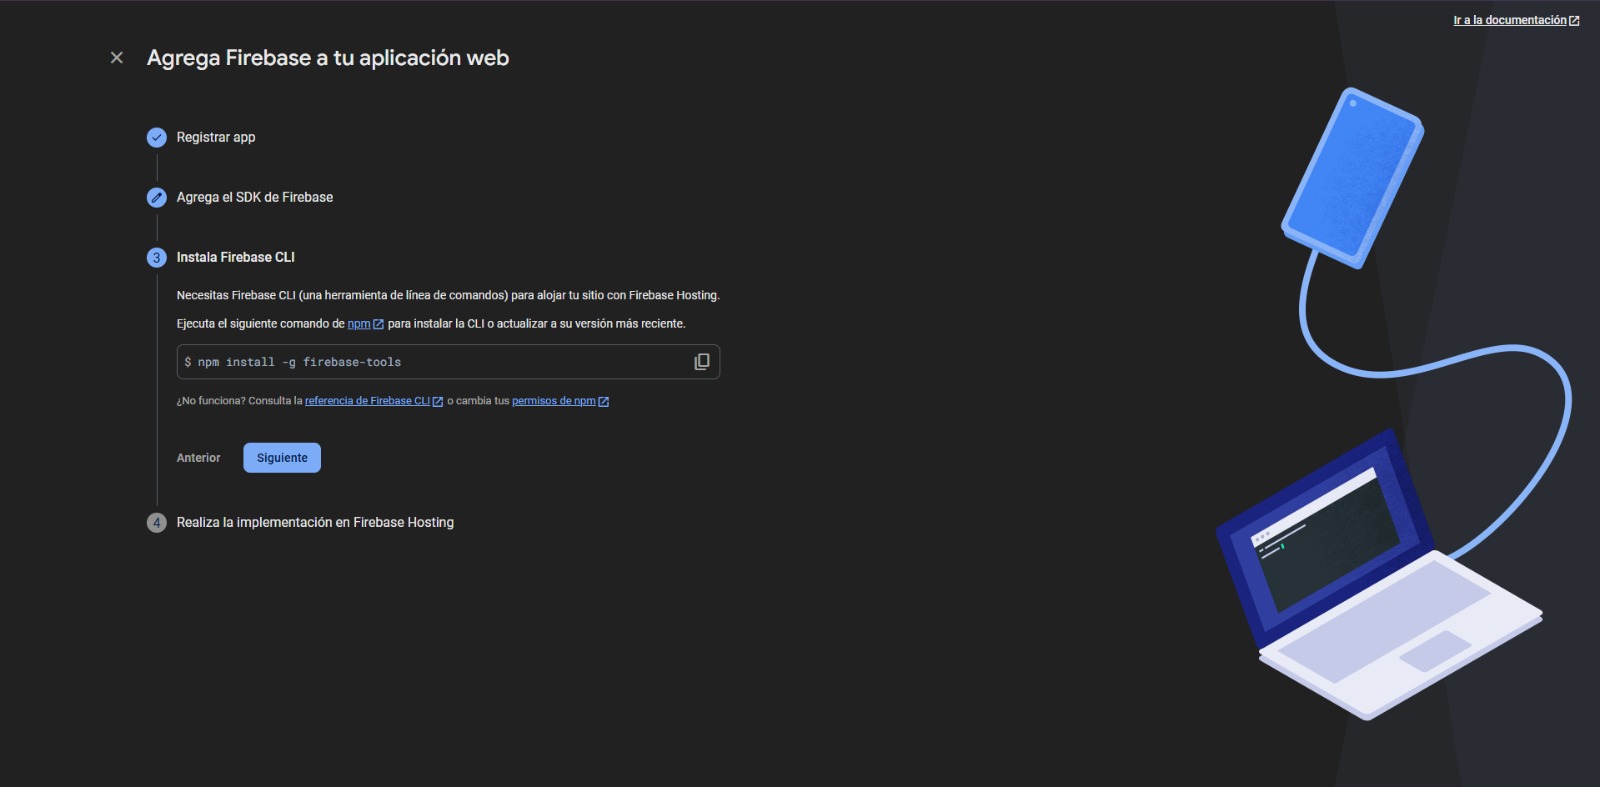 Ir a la documentación
Agrega Firebase a tu aplicación web
Registrar app
Agrega el SDK de Firebase
3 Instala Firebase CLI
Necesitas Firebase CLI (una herramienta de línea de comandos) para alojar tu sitio con Firebase Hosting.
Ejecuta el siguiente comando de npm para instalar la CLI o actualizar a su versión más reciente.
$ npm install -g firebase-tools
¿No funciona? Consulta la referencia de Firebase CLI o cambia tus permisos de npm
Anterior Siguiente
4 Realiza la implementación en Firebase Hosting